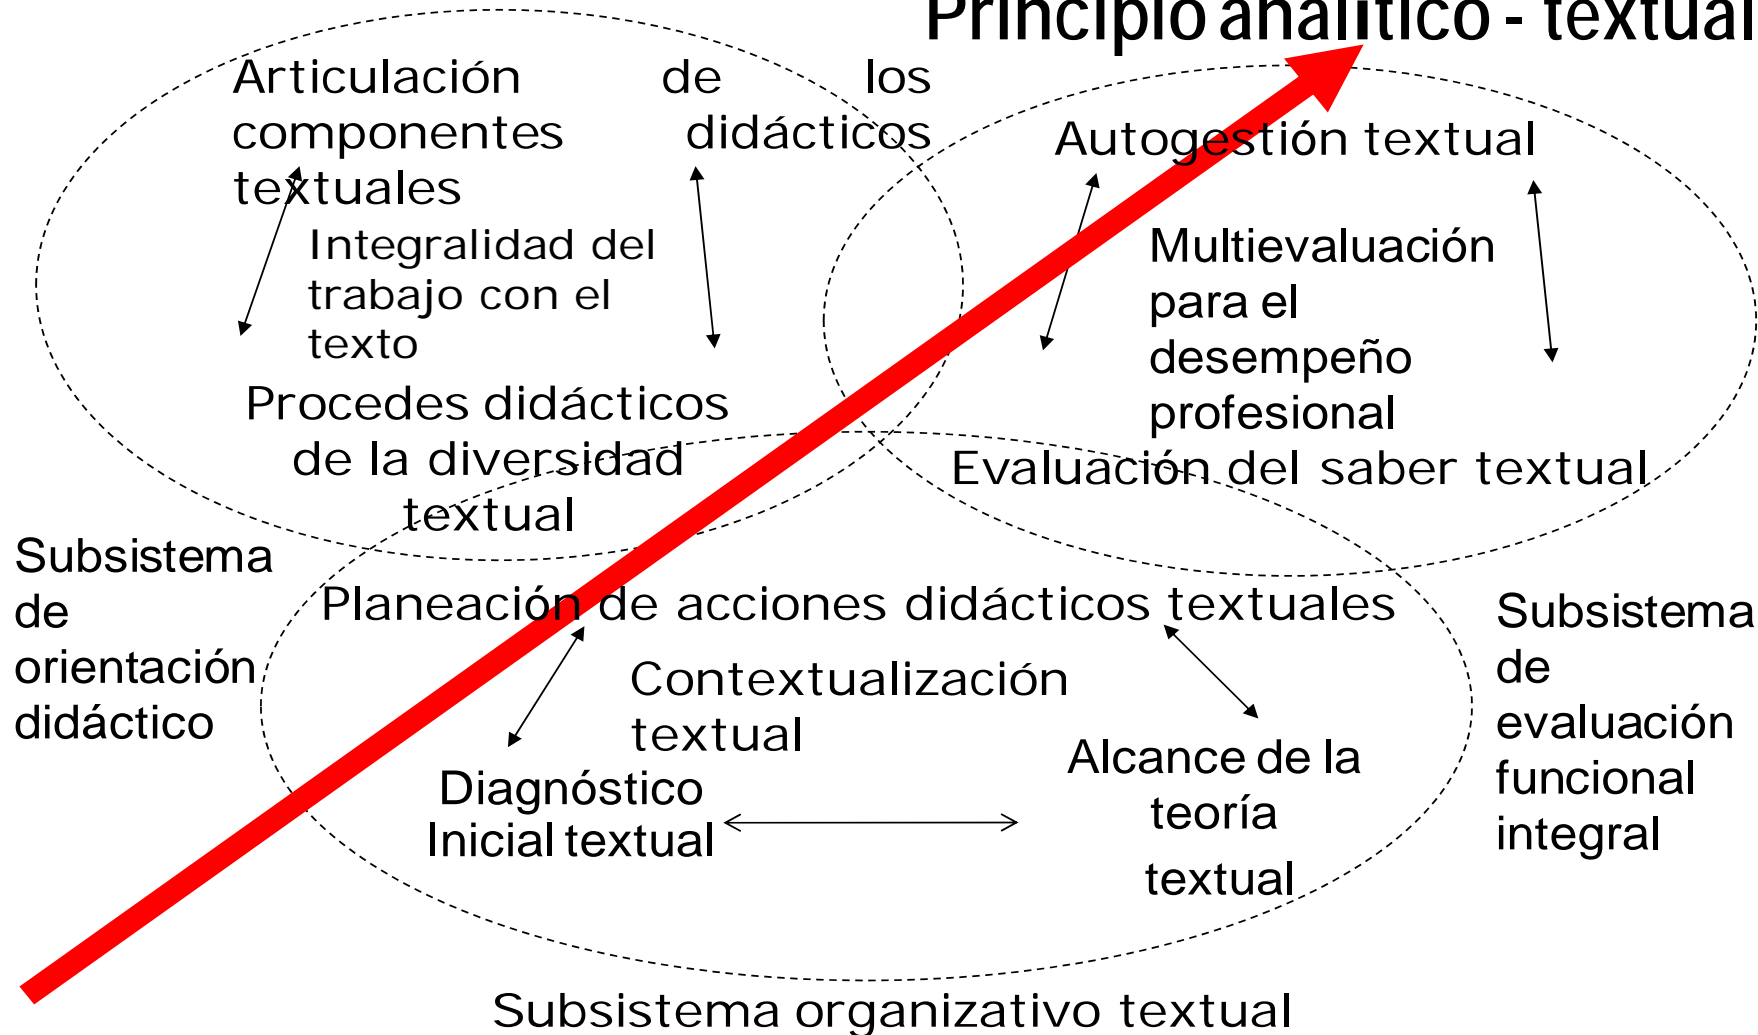 Principio analítico - textual
Articulación de los
componentes didácticos
textuales
Integralidad del
trabajo con el
texto
Procedes didácticos
de la diversidad
textual
Autogestión textual
Multievaluación
para el
desempeño
profesional
Evaluación del saber textual
Subsistema
de
orientación
didáctico
Planeación de acciones didácticos textuales
Contextualización
textual
Diagnóstico
Inicial textual
Alcance de la
teoría
textual
Subsistema
de
evaluación
funcional
integral
Subsistema organizativo textual